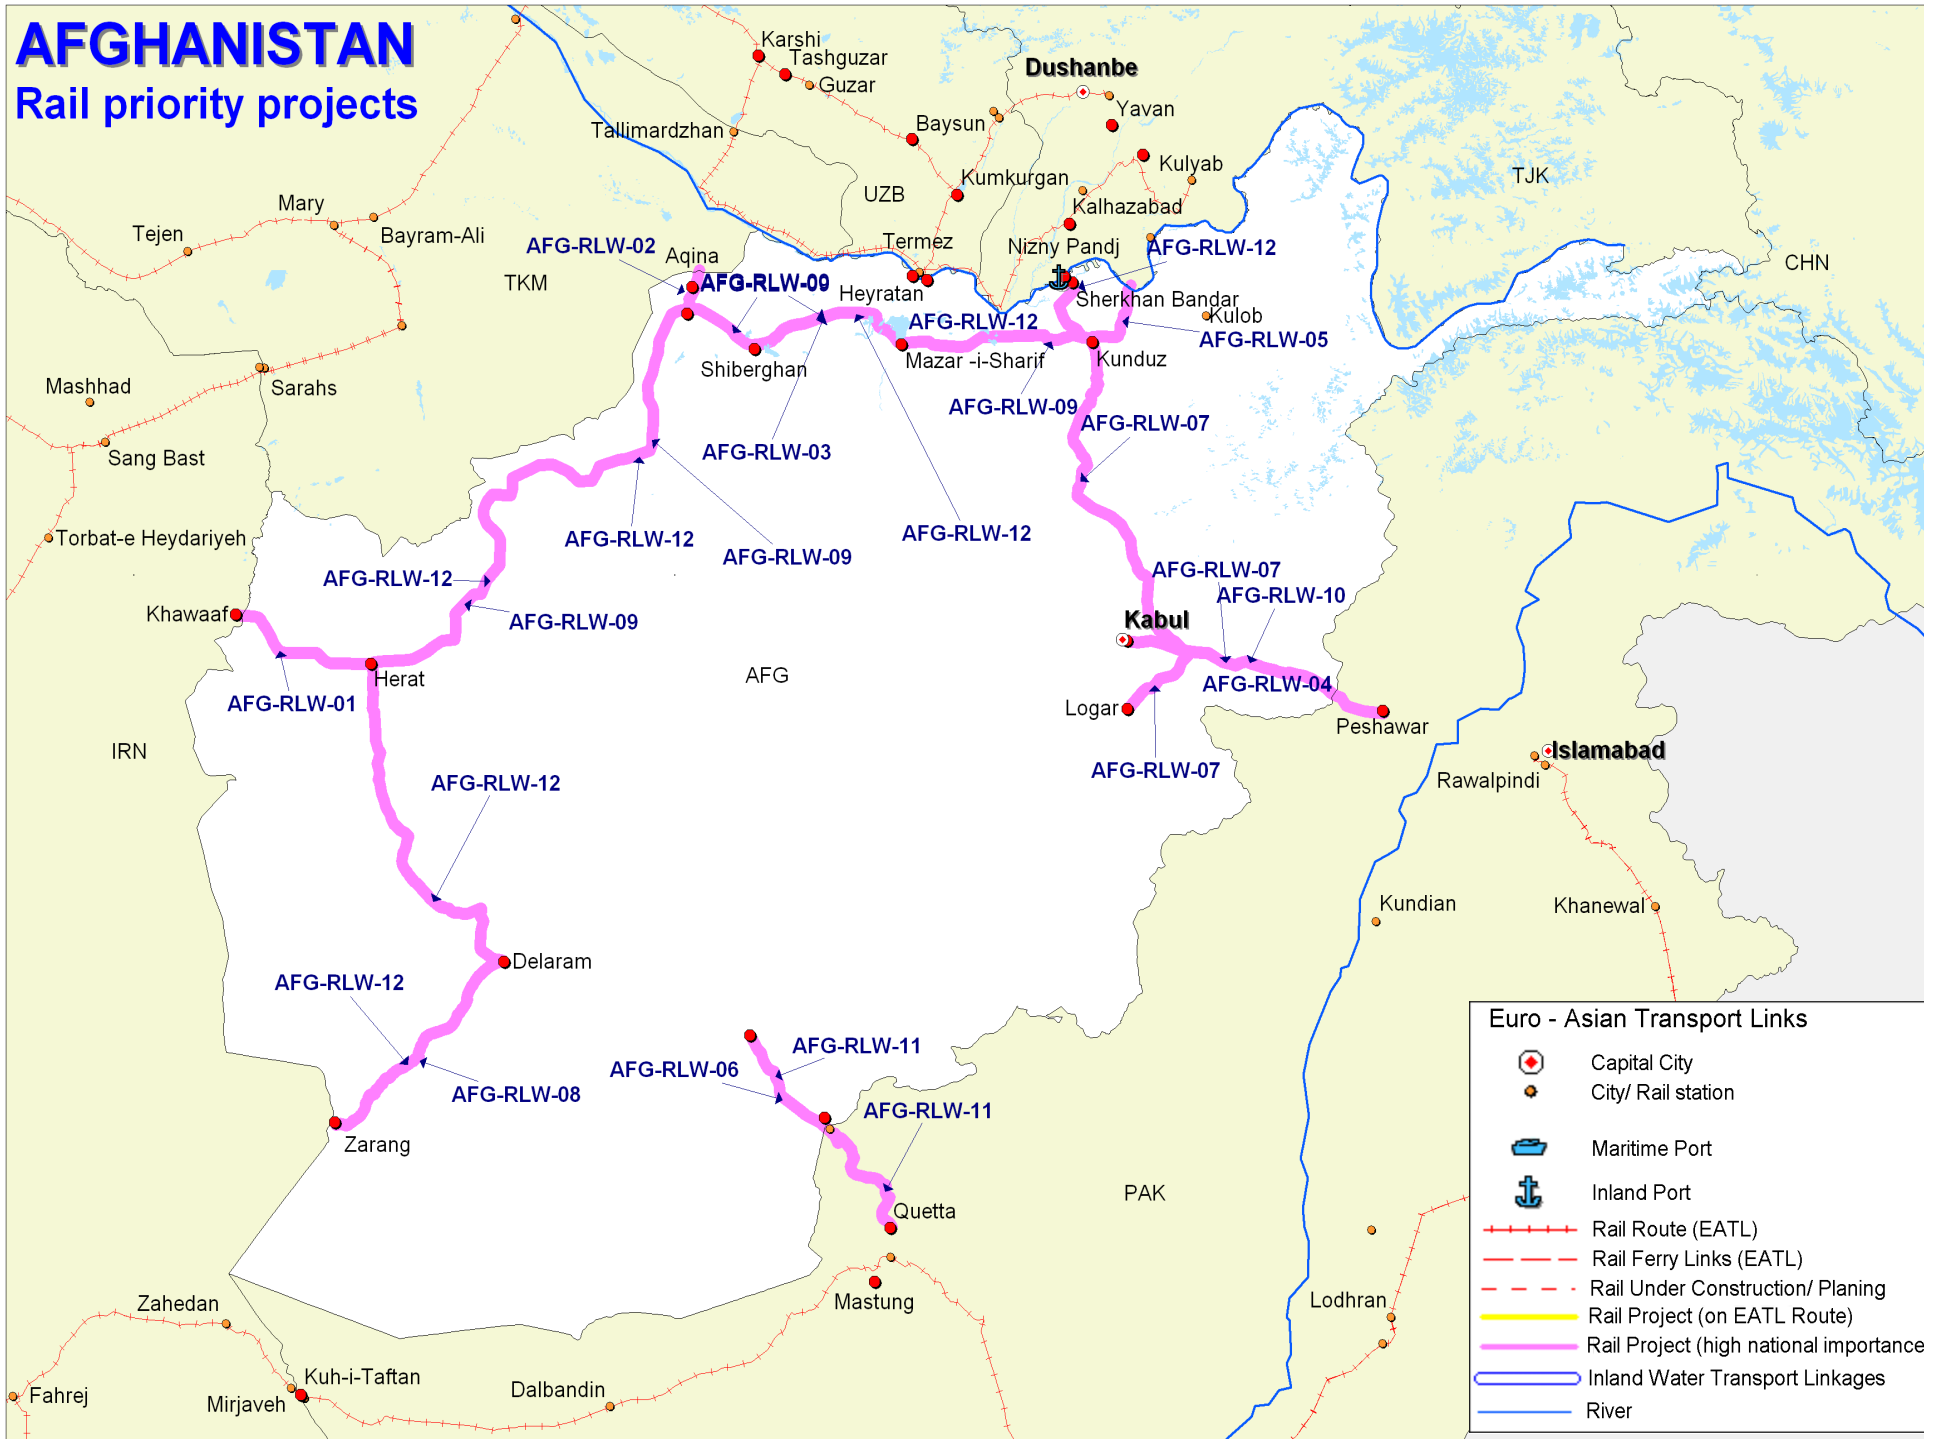 AFGHANISTAN
Rail priority projects
Karshi
Tashguzar
Guzar
Dushanbe
Yavan
Tallimardzhan
Baysun
Kulyab
Kumkurgan
UZB
TJK
Mary
Kalhazabad
Tejen
Bayram-Ali
Termez
Nizny Pandj
AFG-RLW-02
Aqina
AFG-RLW-12
CHN
TKM
AFG-RLW-09
Heyratan
Sherkhan Bandar
Kulob
AFG-RLW-12
AFG-RLW-05
Mazar -i-Sharif
Kunduz
Shiberghan
Mashhad
Sarahs
AFG-RLW-09
AFG-RLW-07
Sang Bast
AFG-RLW-03
Torbat-e Heydariyeh
AFG-RLW-12
AFG-RLW-12
AFG-RLW-09
AFG-RLW-12
AFG-RLW-07
AFG-RLW-10
Khawaaf
AFG-RLW-09
Kabul
Herat
AFG
AFG-RLW-04
AFG-RLW-01
Logar
Peshawar
IRN
Islamabad
AFG-RLW-07
Rawalpindi
AFG-RLW-12
Kundian
Khanewal
Delaram
AFG-RLW-12
AFG-RLW-11
AFG-RLW-06
AFG-RLW-08
AFG-RLW-11
Zarang
PAK
Quetta
Zahedan
Mastung
Lodhran
Kuh-i-Taftan
Dalbandin
Fahrej
Mirjaveh
Euro - Asian Transport Links
Capital City
City/ Rail station
Maritime Port
Inland Port
Rail Route (EATL)
Rail Ferry Links (EATL)
Rail Under Construction/ Planing
Rail Project (on EATL Route)
Rail Project (high national importance
Inland Water Transport Linkages
River